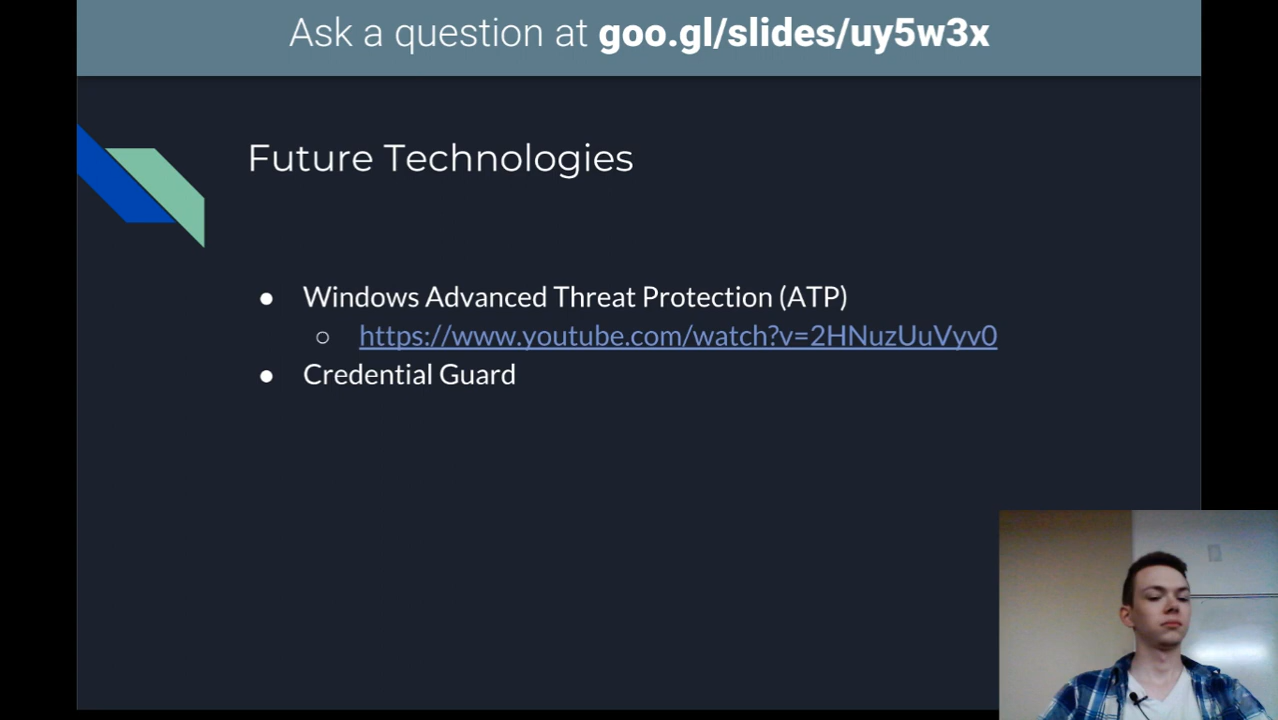 Ask a question at goo.gl/slides/uy5w3x
Future Technologies
● Windows Advanced Threat Protection (ATP)
○ https://www.youtube.com/watch?v=2HNuzUuVyv0
● Credential Guard